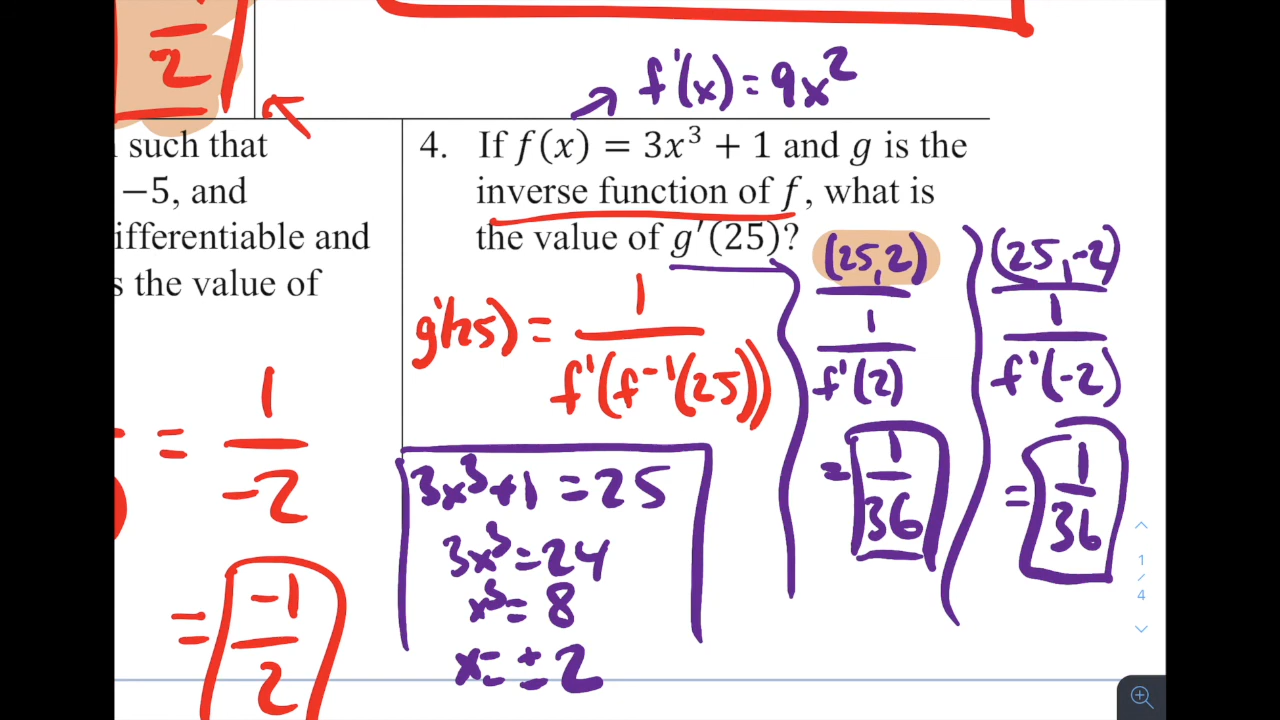 1
2
f'(x) = 9x²
such that
−5, and
ifferentiable and
s the value of
= 1/-2
= -1/2
4. If f(x) = 3x³ + 1 and g is the
inverse function of f, what is
the value of g′(25)?
g'(25) = 1/f'(f⁻¹(25))
3x³+1 = 25
3x³ = 24
x³ = 8
x = ± 2
(25, 2)
1/f'(2)
= 1/36
(25, -2)
1/f'(-2)
= 1/36
1
/
4